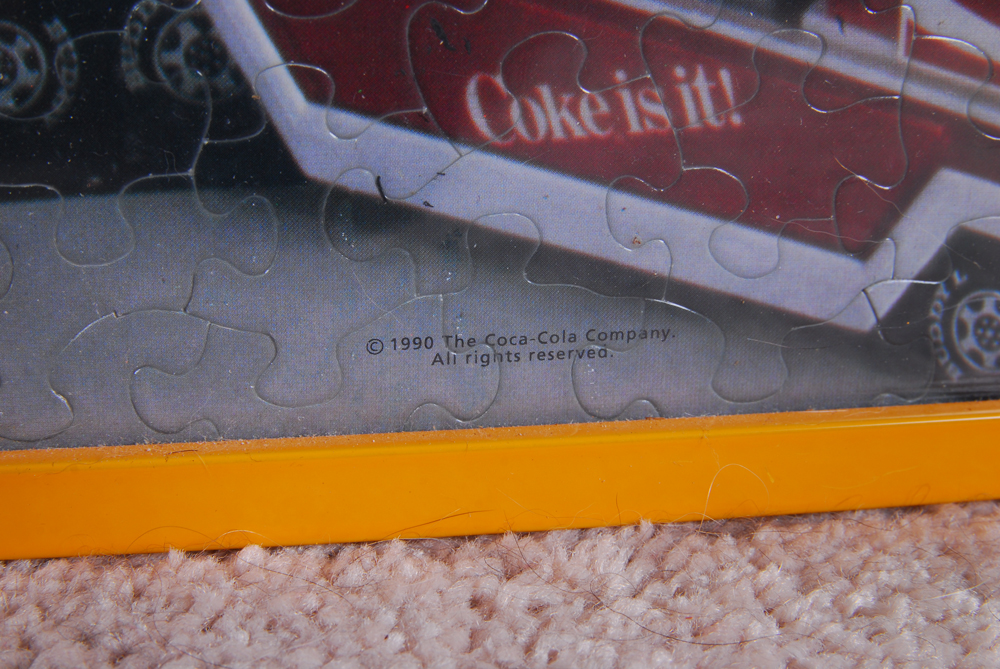 Coke is it!
© 1990 The Coca-Cola Company.
All rights reserved.